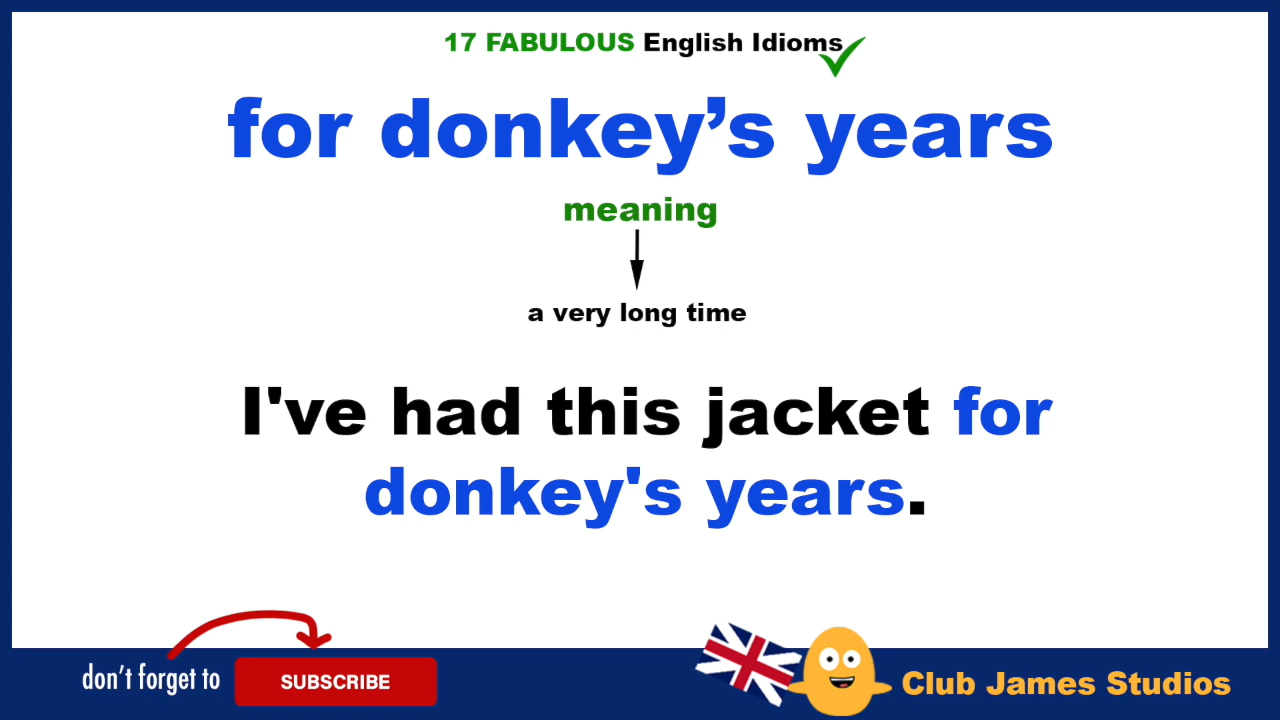 17 FABULOUS English Idioms
for donkey’s years
meaning
a very long time
I've had this jacket for
donkey's years.
don't forget to
SUBSCRIBE
Club James Studios